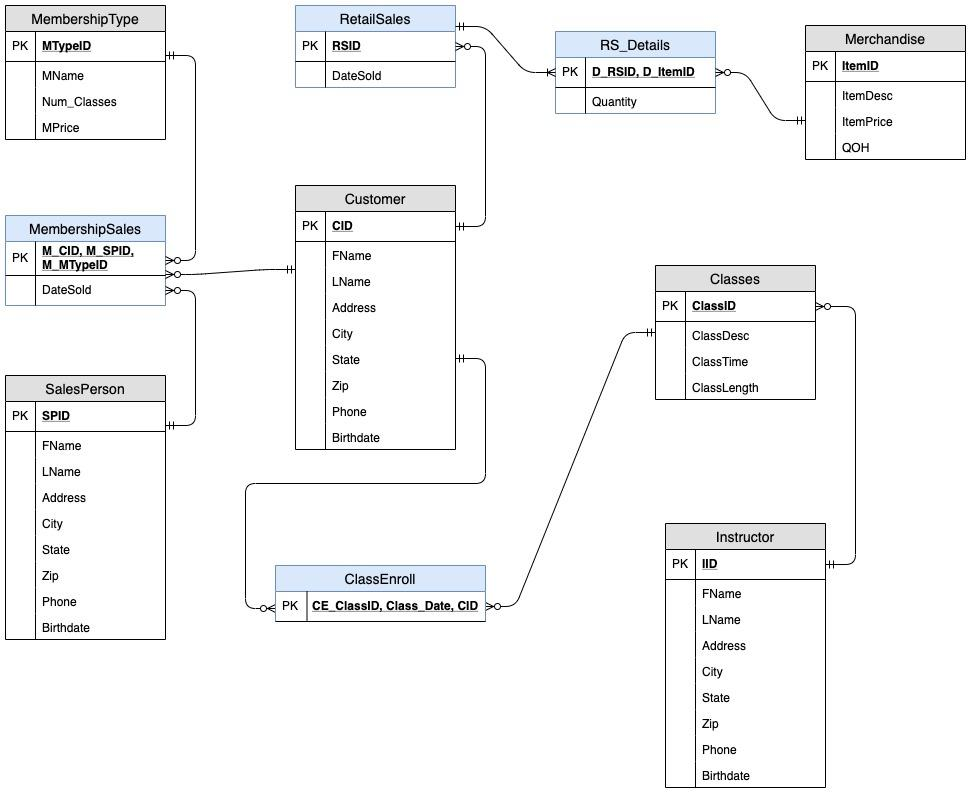 MembershipType
PK MTypeID
MName
Num_Classes
MPrice
RetailSales
PK RSID
DateSold
RS_Details
PK D_RSID, D_ItemID
Quantity
Merchandise
PK ItemID
ItemDesc
ItemPrice
QOH
MembershipSales
PK M_CID, M_SPID,
M_MTypeID
DateSold
Customer
PK CID
FName
LName
Address
City
State
Zip
Phone
Birthdate
Classes
PK ClassID
ClassDesc
ClassTime
ClassLength
SalesPerson
PK SPID
FName
LName
Address
City
State
Zip
Phone
Birthdate
ClassEnroll
PK CE_ClassID, Class_Date, CID
Instructor
PK IID
FName
LName
Address
City
State
Zip
Phone
Birthdate